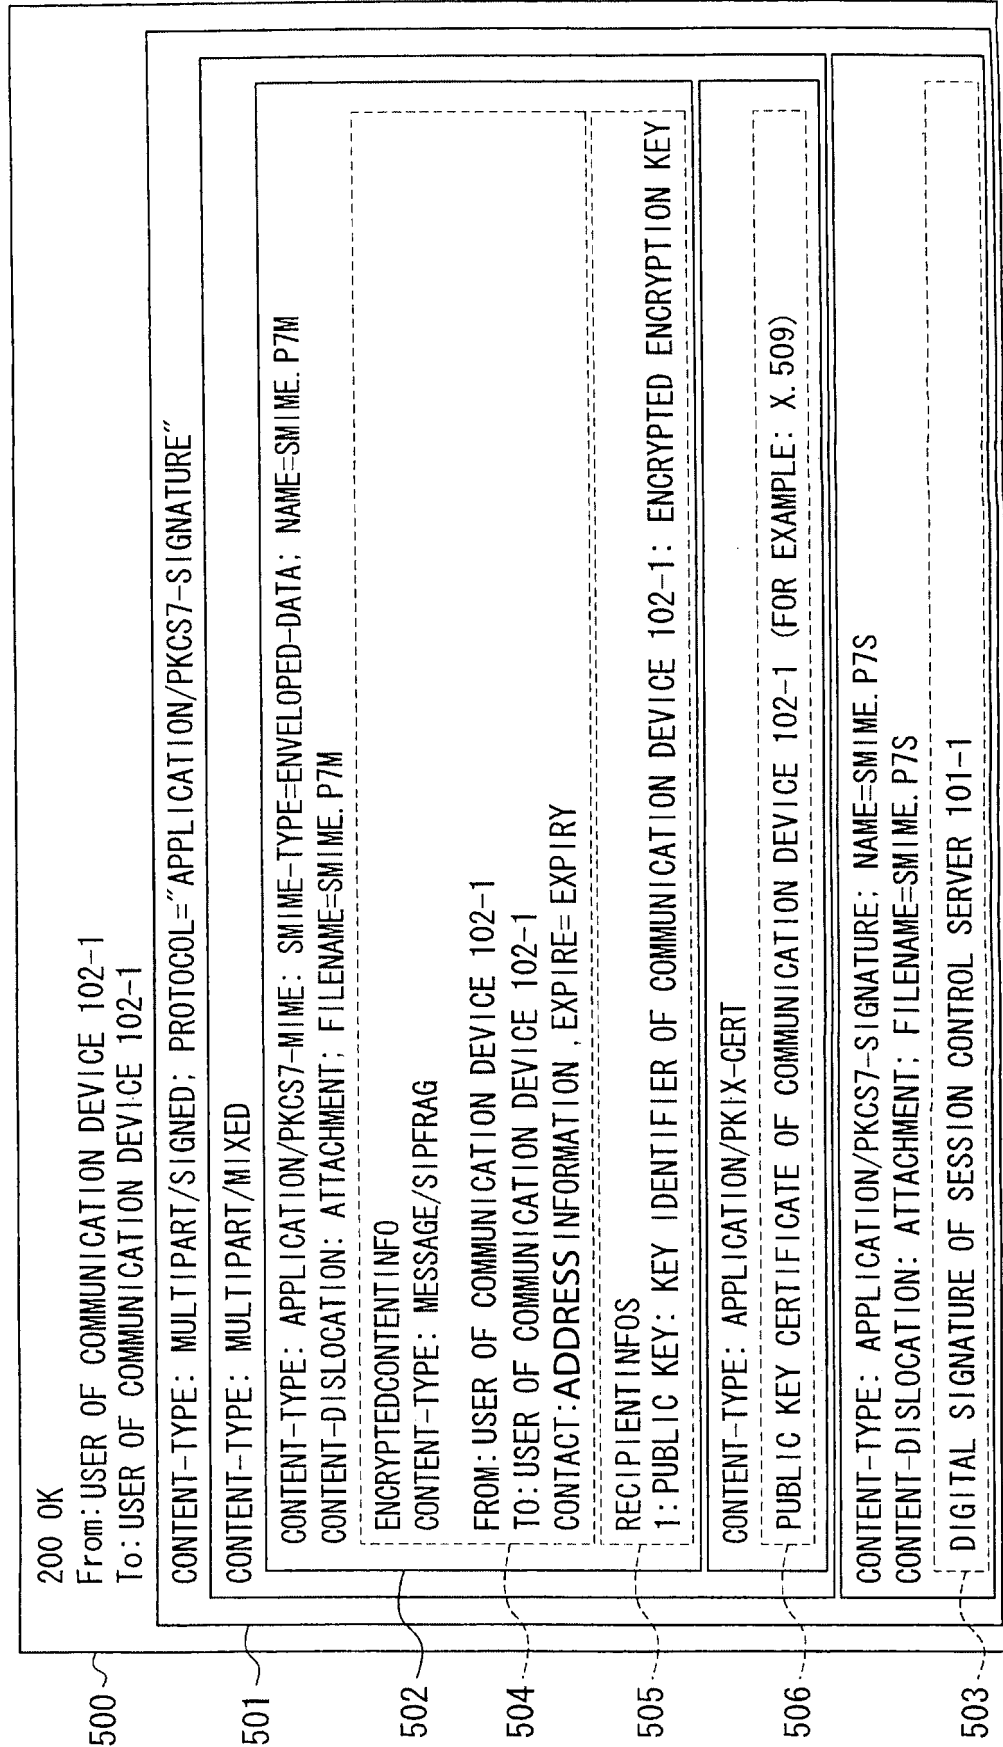 200 OK
From:USER OF COMMUNICATION DEVICE 102-1
To:USER OF COMMUNICATION DEVICE 102-1
CONTENT-TYPE: MULTIPART/SIGNED; PROTOCOL="APPLICATION/PKCS7-SIGNATURE"
CONTENT-TYPE: MULTIPART/MIXED
CONTENT-TYPE: APPLICATION/PKCS7-MIME: SMIME-TYPE=ENVELOPED-DATA; NAME=SMIME.P7M
CONTENT-DISLOCATION: ATTACHMENT; FILENAME=SMIME.P7M
ENCRYPTEDCONTENTINFO
CONTENT-TYPE: MESSAGE/SIPFRAG
FROM:USER OF COMMUNICATION DEVICE 102-1
TO:USER OF COMMUNICATION DEVICE 102-1
CONTACT:ADDRESS INFORMATION ,EXPIRE= EXPIRY
RECIPIENTINFOS
1:PUBLIC KEY: KEY IDENTIFIER OF COMMUNICATION DEVICE 102-1: ENCRYPTED ENCRYPTION KEY
CONTENT-TYPE: APPLICATION/PKIX-CERT
PUBLIC KEY CERTIFICATE OF COMMUNICATION DEVICE 102-1 (FOR EXAMPLE: X.509)
CONTENT-TYPE: APPLICATION/PKCS7-SIGNATURE; NAME=SMIME.P7S
CONTENT-DISLOCATION: ATTACHMENT; FILENAME=SMIME.P7S
DIGITAL SIGNATURE OF SESSION CONTROL SERVER 101-1
500
501
502
504
505
506
503